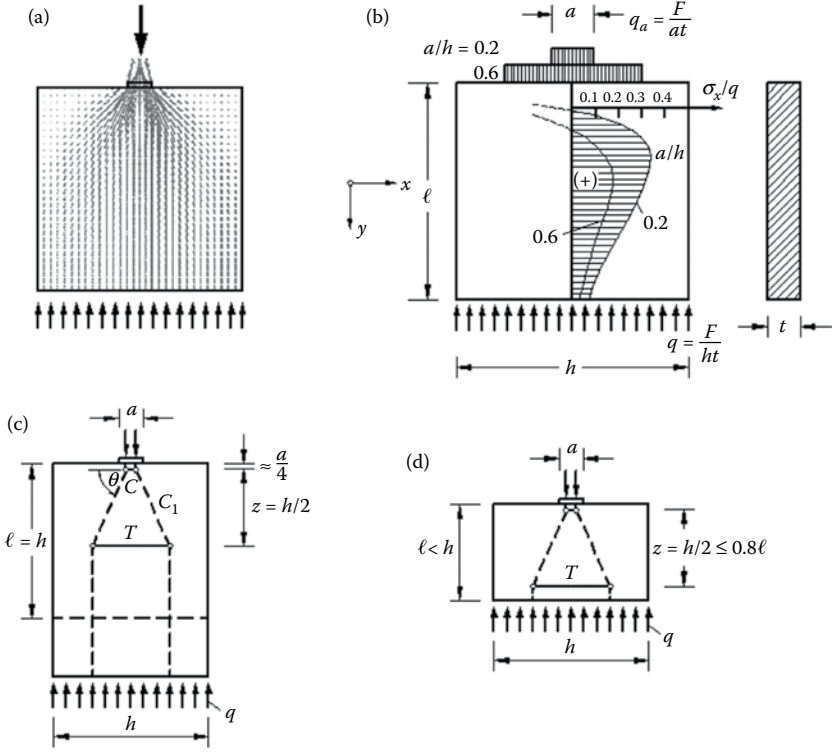 (a)
(b)
a
q_a = F/at
a/h = 0.2
0.6
σ_x/q
0.1 0.2 0.3 0.4
a/h
(+)
x
y
ℓ
0.6
0.2
q = F/ht
h
t
(c)
a
≈ a/4
θ
C
C_1
z = h/2
T
ℓ = h
q
h
(d)
a
ℓ < h
z = h/2 ≤ 0.8ℓ
T
q
h